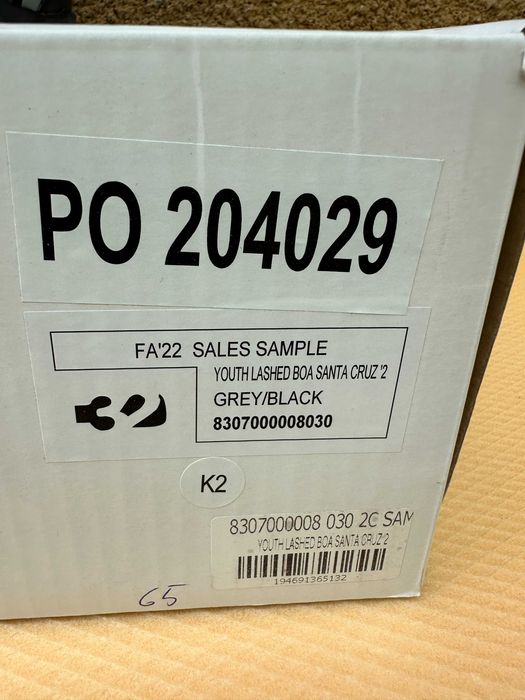 PO 204029
FA'22 SALES SAMPLE
YOUTH LASHED BOA SANTA CRUZ '2
GREY/BLACK
8307000008030
32
K2
8307000008 030 2C SAM
YOUTH LASHED BOA SANTA CRUZ '2
194691365132
65